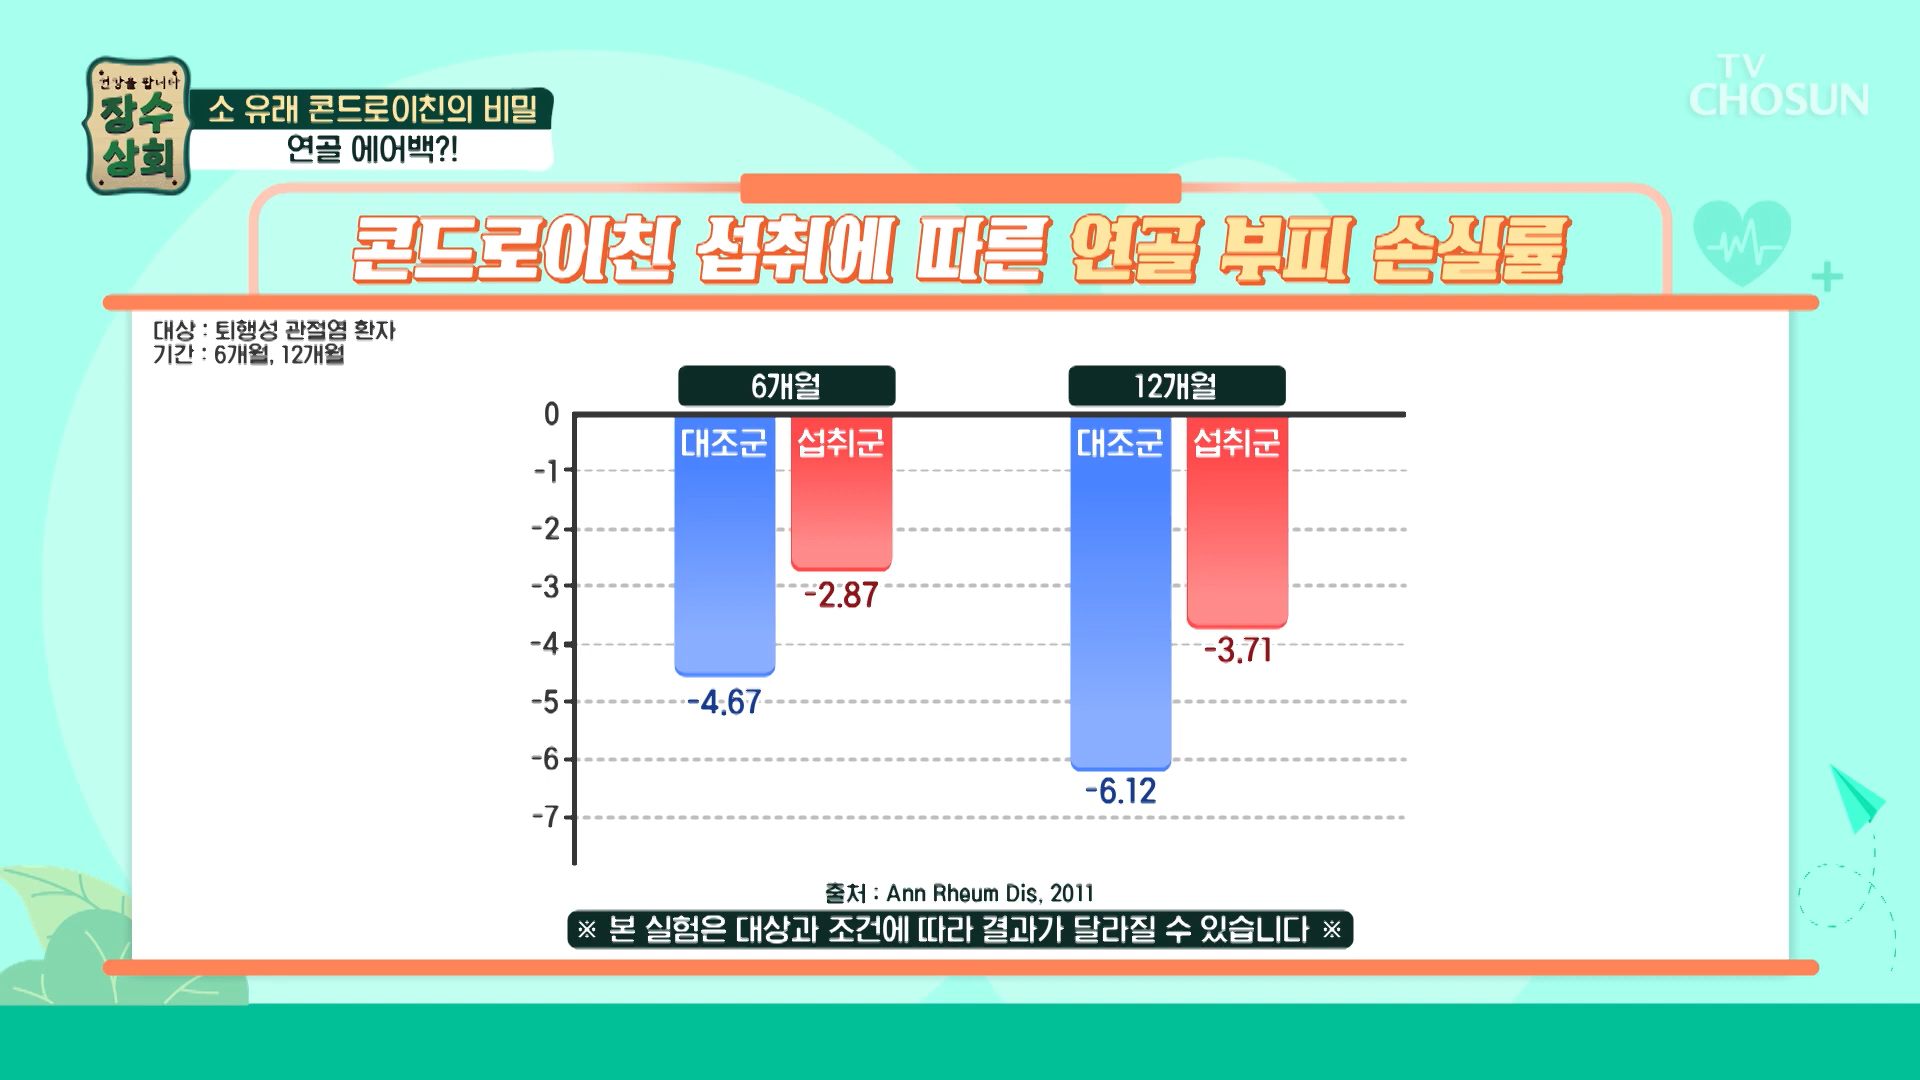 건강을 팝니다
장수
상회
소 유래 콘드로이친의 비밀
연골 에어백?!
TV
CHOSUN
콘드로이친 섭취에 따른 연골 부피 손실률
대상 : 퇴행성 관절염 환자
기간 : 6개월, 12개월
6개월
12개월
0
대조군
섭취군
대조군
섭취군
-1
-2
-3
-2.87
-4
-3.71
-5
-4.67
-6
-6.12
-7
출처 : Ann Rheum Dis, 2011
※ 본 실험은 대상과 조건에 따라 결과가 달라질 수 있습니다 ※